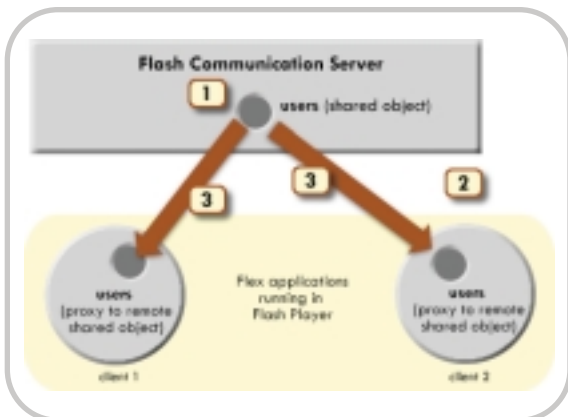 Flash Communication Server
1
users (shared object)
3
3
2
users
(proxy to remote
shared object)
client 1
Flex applications
running in
Flash Player
users
(proxy to remote
shared object)
client 2